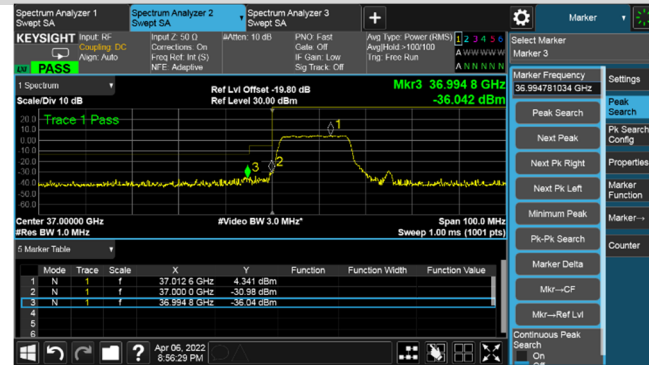 Spectrum Analyzer 1
Swept SA
Spectrum Analyzer 2
Swept SA
Spectrum Analyzer 3
Swept SA
+
Marker
KEYSIGHT
Input: RF
Coupling: DC
Align: Auto
Input Z: 50 Ω
Corrections: On
Freq Ref: Int (S)
NFE: Adaptive
#Atten: 10 dB
PNO: Fast
Gate: Off
IF Gain: Low
Sig Track: Off
Avg Type: Power (RMS)
Avg|Hold:>100/100
Trig: Free Run
1 2 3 4 5 6
A W W W W W
A N N N N N
LXI
PASS
Select Marker
Marker 3
1 Spectrum
Scale/Div 10 dB
Ref Lvl Offset -19.80 dB
Ref Level 30.00 dBm
Mkr3 36.994 8 GHz
-36.042 dBm
Trace 1 Pass
20.0
10.0
0.00
-10.0
-20.0
-30.0
-40.0
-50.0
-60.0
1
2
3
Center 37.00000 GHz
#Res BW 1.0 MHz
#Video BW 3.0 MHz*
Span 100.0 MHz
Sweep 1.00 ms (1001 pts)
5 Marker Table
Mode Trace Scale X Y Function Function Width Function Value
1 N 1 f 37.012 6 GHz 4.341 dBm
2 N 1 f 37.000 0 GHz -30.98 dBm
3 N 1 f 36.994 8 GHz -36.04 dBm
4
5
6
?
Apr 06, 2022
8:56:29 PM
Marker Frequency
36.994781034 GHz
Peak Search
Next Peak
Next Pk Right
Next Pk Left
Minimum Peak
Pk-Pk Search
Marker Delta
Mkr→CF
Mkr→Ref Lvl
Continuous Peak
Search
On
Off
Settings
Peak
Search
Pk Search
Config
Properties
Marker
Function
Marker→
Counter